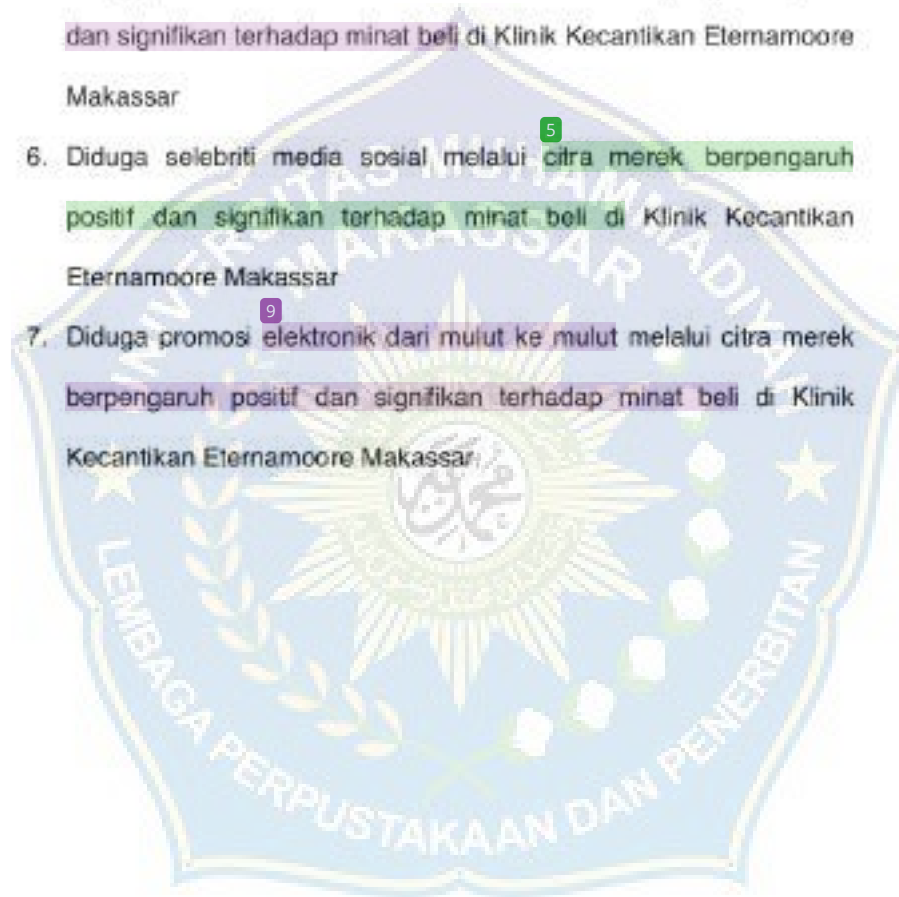 dan signifikan terhadap minat beli di Klinik Kecantikan Eternamoore
Makassar
5
6. Diduga selebriti media sosial melalui citra merek berpengaruh
positif dan signifikan terhadap minat beli di Klinik Kecantikan
Eternamoore Makassar
9
7. Diduga promosi elektronik dari mulut ke mulut melalui citra merek
berpengaruh positif dan signifikan terhadap minat beli di Klinik
Kecantikan Eternamoore Makassar
UNIVERSITAS MUHAMMADIYAH
MAKASSAR
محمد
LEMBAGA PERPUSTAKAAN DAN PENERBITAN